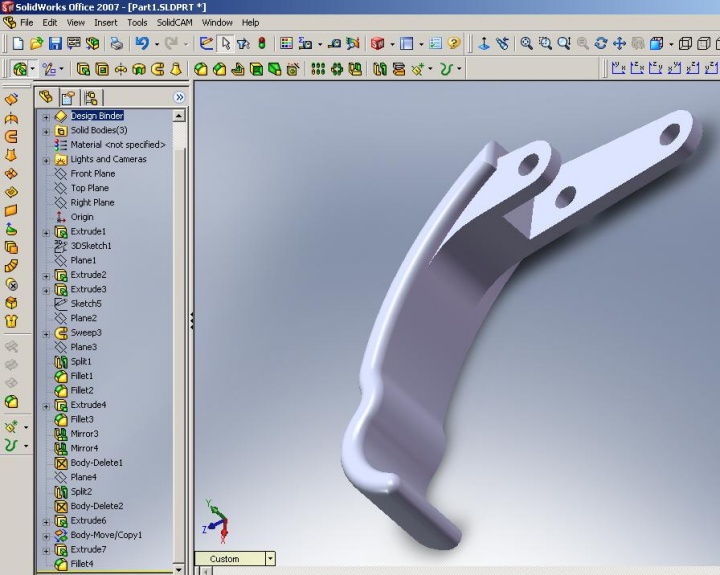 SolidWorks Office 2007 - [Part1.SLDPRT *]
File Edit View Insert Tools SolidCAM Window Help
Design Binder
Solid Bodies(3)
Material <not specified>
Lights and Cameras
Front Plane
Top Plane
Right Plane
Origin
Extrude1
3DSketch1
Plane1
Extrude2
Extrude3
Sketch5
Plane2
Sweep3
Plane3
Split1
Fillet1
Fillet2
Extrude4
Fillet3
Mirror3
Mirror4
Body-Delete1
Plane4
Split2
Body-Delete2
Extrude6
Body-Move/Copy1
Extrude7
Fillet4
Y
Z
X
Custom